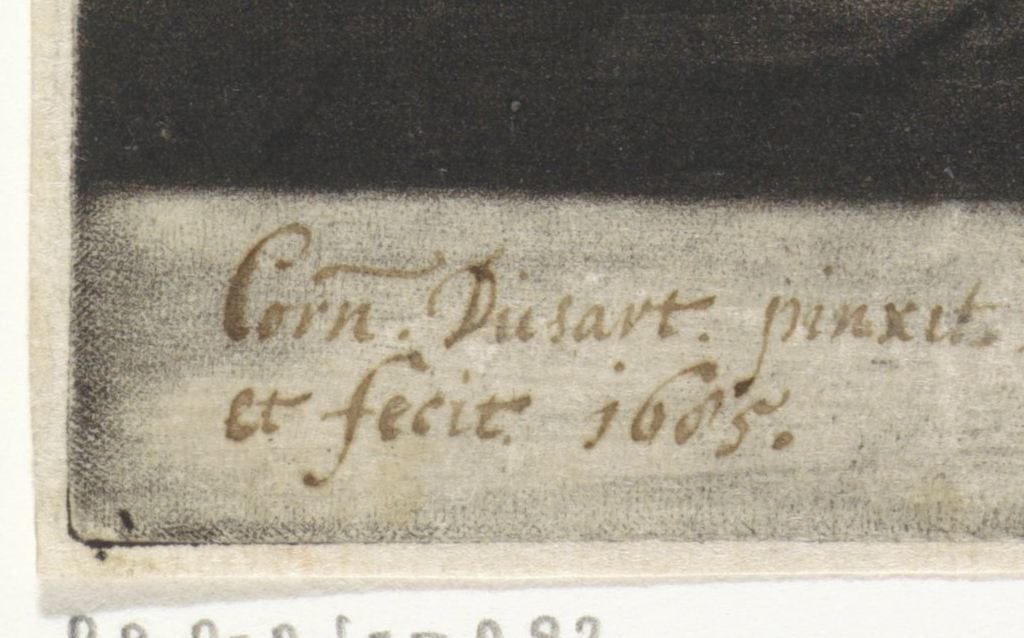 Corn. Dusart. pinxit.
et fecit 1685.